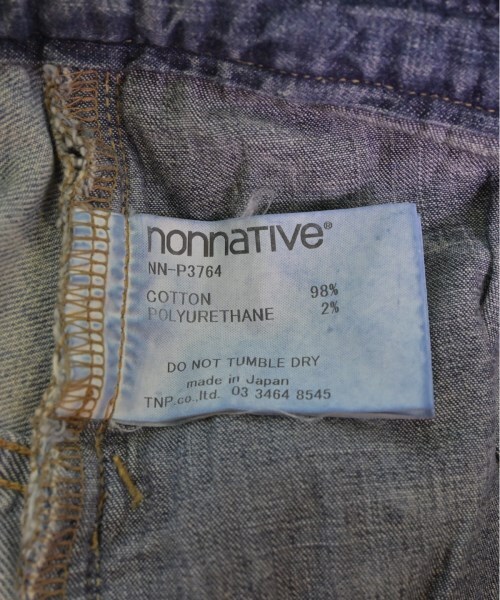 nonnative®
NN-P3764
COTTON 98%
POLYURETHANE 2%
DO NOT TUMBLE DRY
made in Japan
TNP.co.,ltd. 03 3464 8545